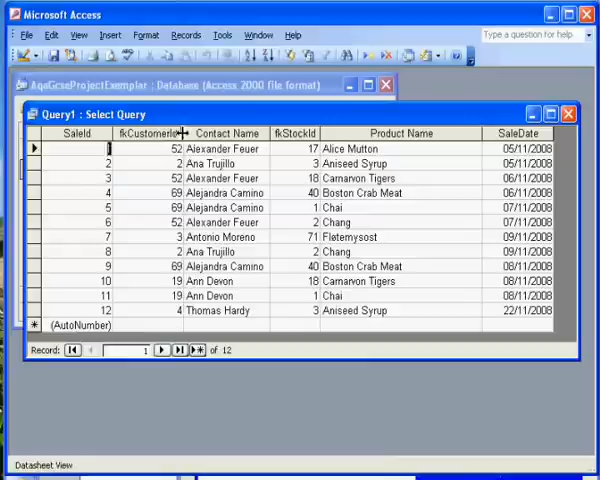 Microsoft Access
File Edit View Insert Format Records Tools Window Help Type a question for help
AqaGcseProjectExemplar : Database (Access 2000 file format)
Query1 : Select Query
SaleId fkCustomerId Contact Name fkStockId Product Name SaleDate
1 52 Alexander Feuer 17 Alice Mutton 05/11/2008
2 2 Ana Trujillo 3 Aniseed Syrup 05/11/2008
3 52 Alexander Feuer 18 Carnarvon Tigers 06/11/2008
4 69 Alejandra Camino 40 Boston Crab Meat 06/11/2008
5 69 Alejandra Camino 1 Chai 07/11/2008
6 52 Alexander Feuer 2 Chang 07/11/2008
7 3 Antonio Moreno 71 Fløtemysost 09/11/2008
8 2 Ana Trujillo 2 Chang 09/11/2008
9 69 Alejandra Camino 40 Boston Crab Meat 09/11/2008
10 19 Ann Devon 18 Carnarvon Tigers 08/11/2008
11 19 Ann Devon 1 Chai 08/11/2008
12 4 Thomas Hardy 3 Aniseed Syrup 22/11/2008
(AutoNumber)
Record: 1 of 12
Datasheet View